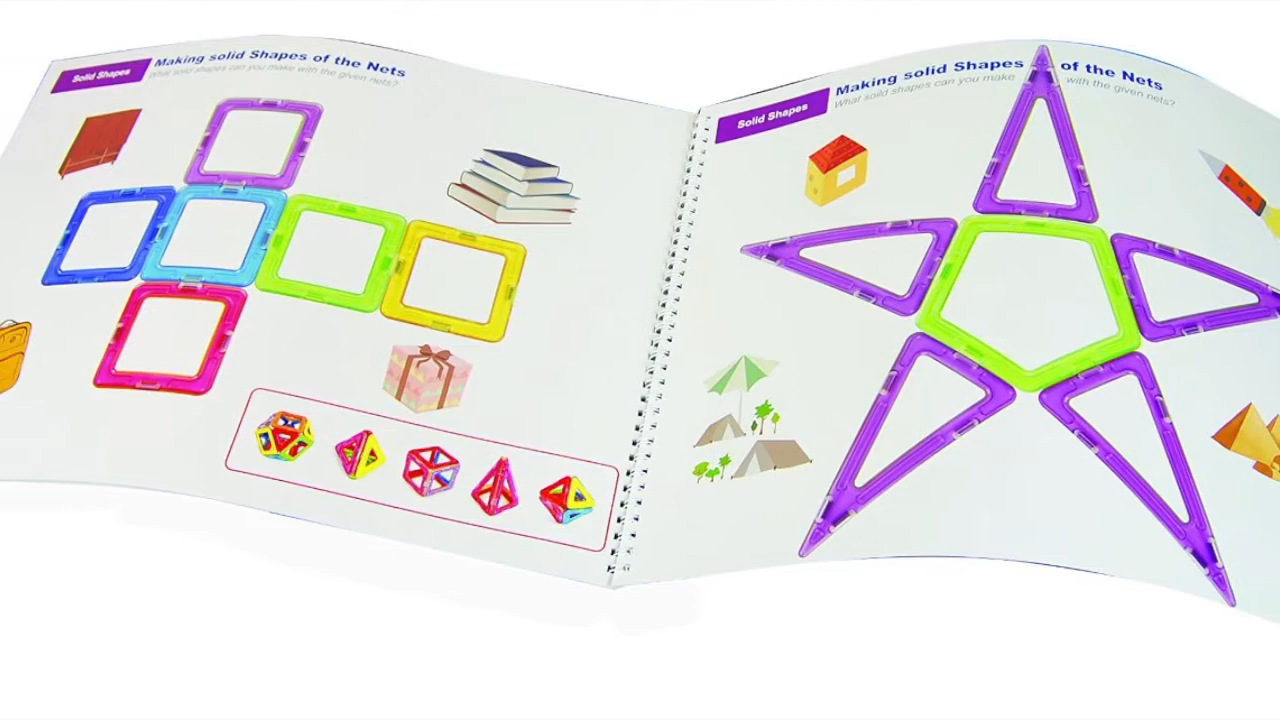 Solid Shapes
Making solid Shapes of the Nets
What solid shapes can you make with the given nets?
Solid Shapes
Making solid Shapes of the Nets
What solid shapes can you make with the given nets?